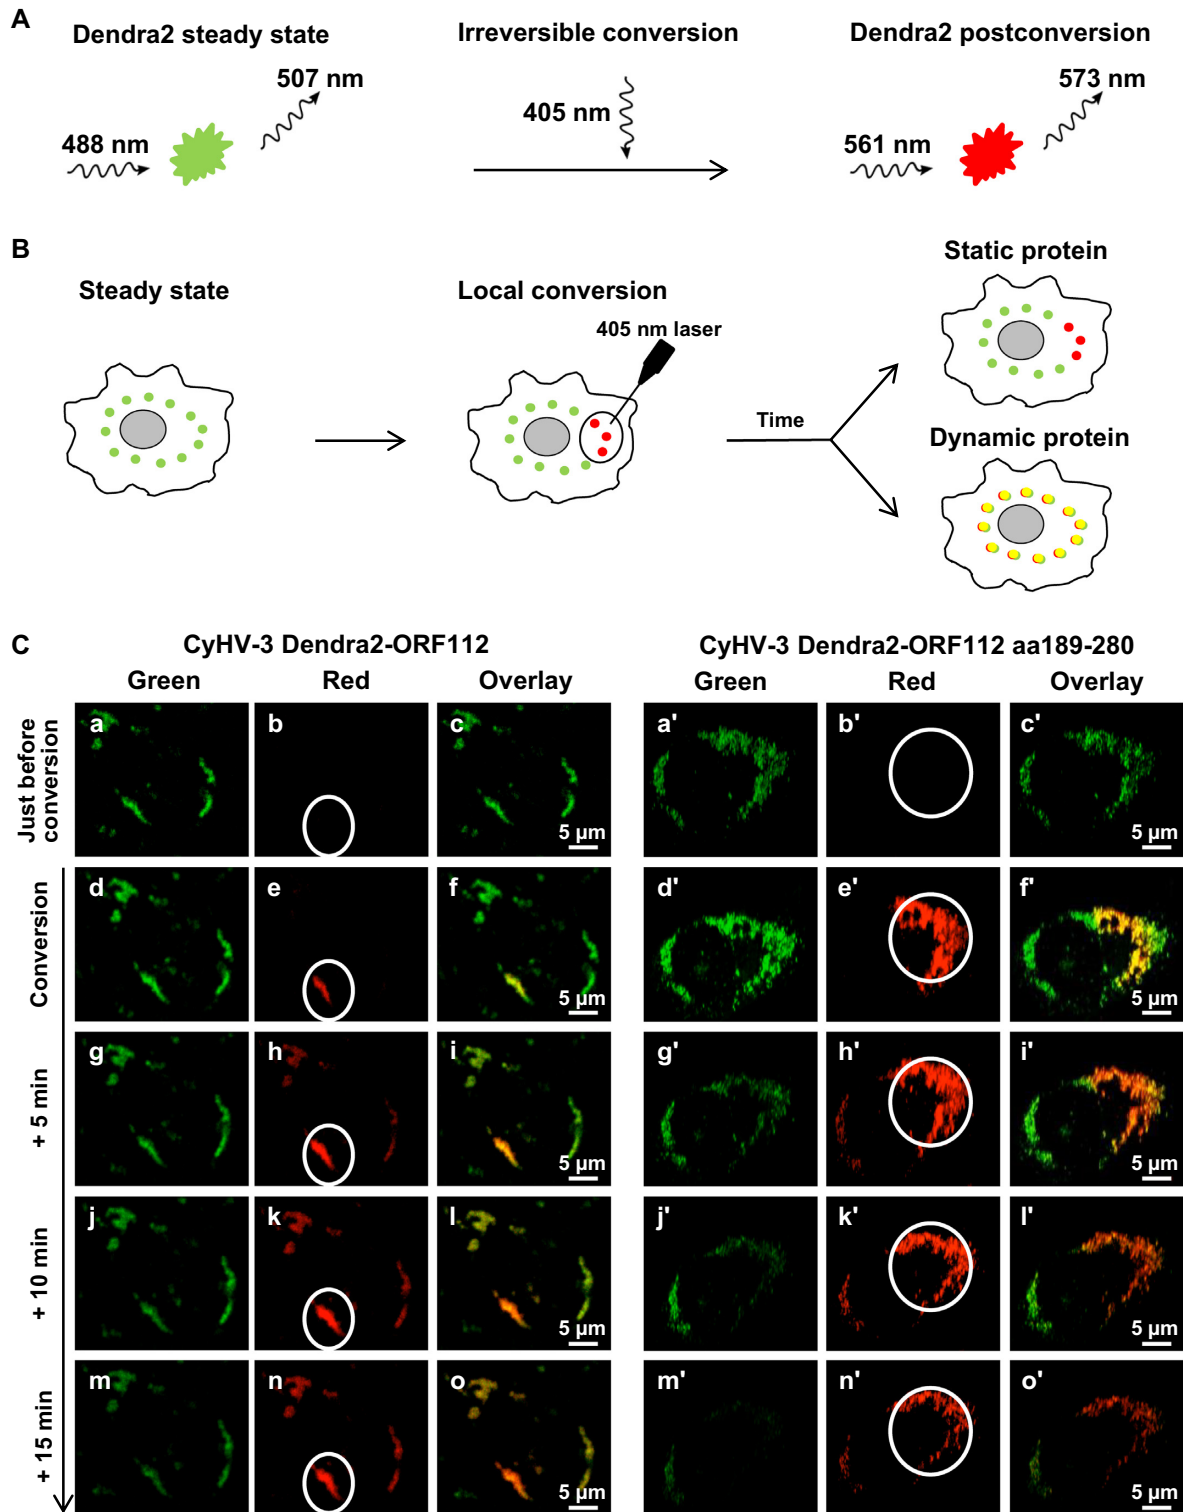 A
Dendra2 steady state
Irreversible conversion
Dendra2 postconversion
507 nm
573 nm
405 nm
488 nm
561 nm
B
Steady state
Local conversion
Static protein
405 nm laser
Time
Dynamic protein
C
CyHV-3 Dendra2-ORF112
CyHV-3 Dendra2-ORF112 aa189-280
Green
Red
Overlay
Green
Red
Overlay
Just before
conversion
a
b
c
5 µm
a'
b'
c'
5 µm
Conversion
d
e
f
5 µm
d'
e'
f'
5 µm
+ 5 min
g
h
i
5 µm
g'
h'
i'
5 µm
+ 10 min
j
k
l
5 µm
j'
k'
l'
5 µm
+ 15 min
m
n
o
5 µm
m'
n'
o'
5 µm